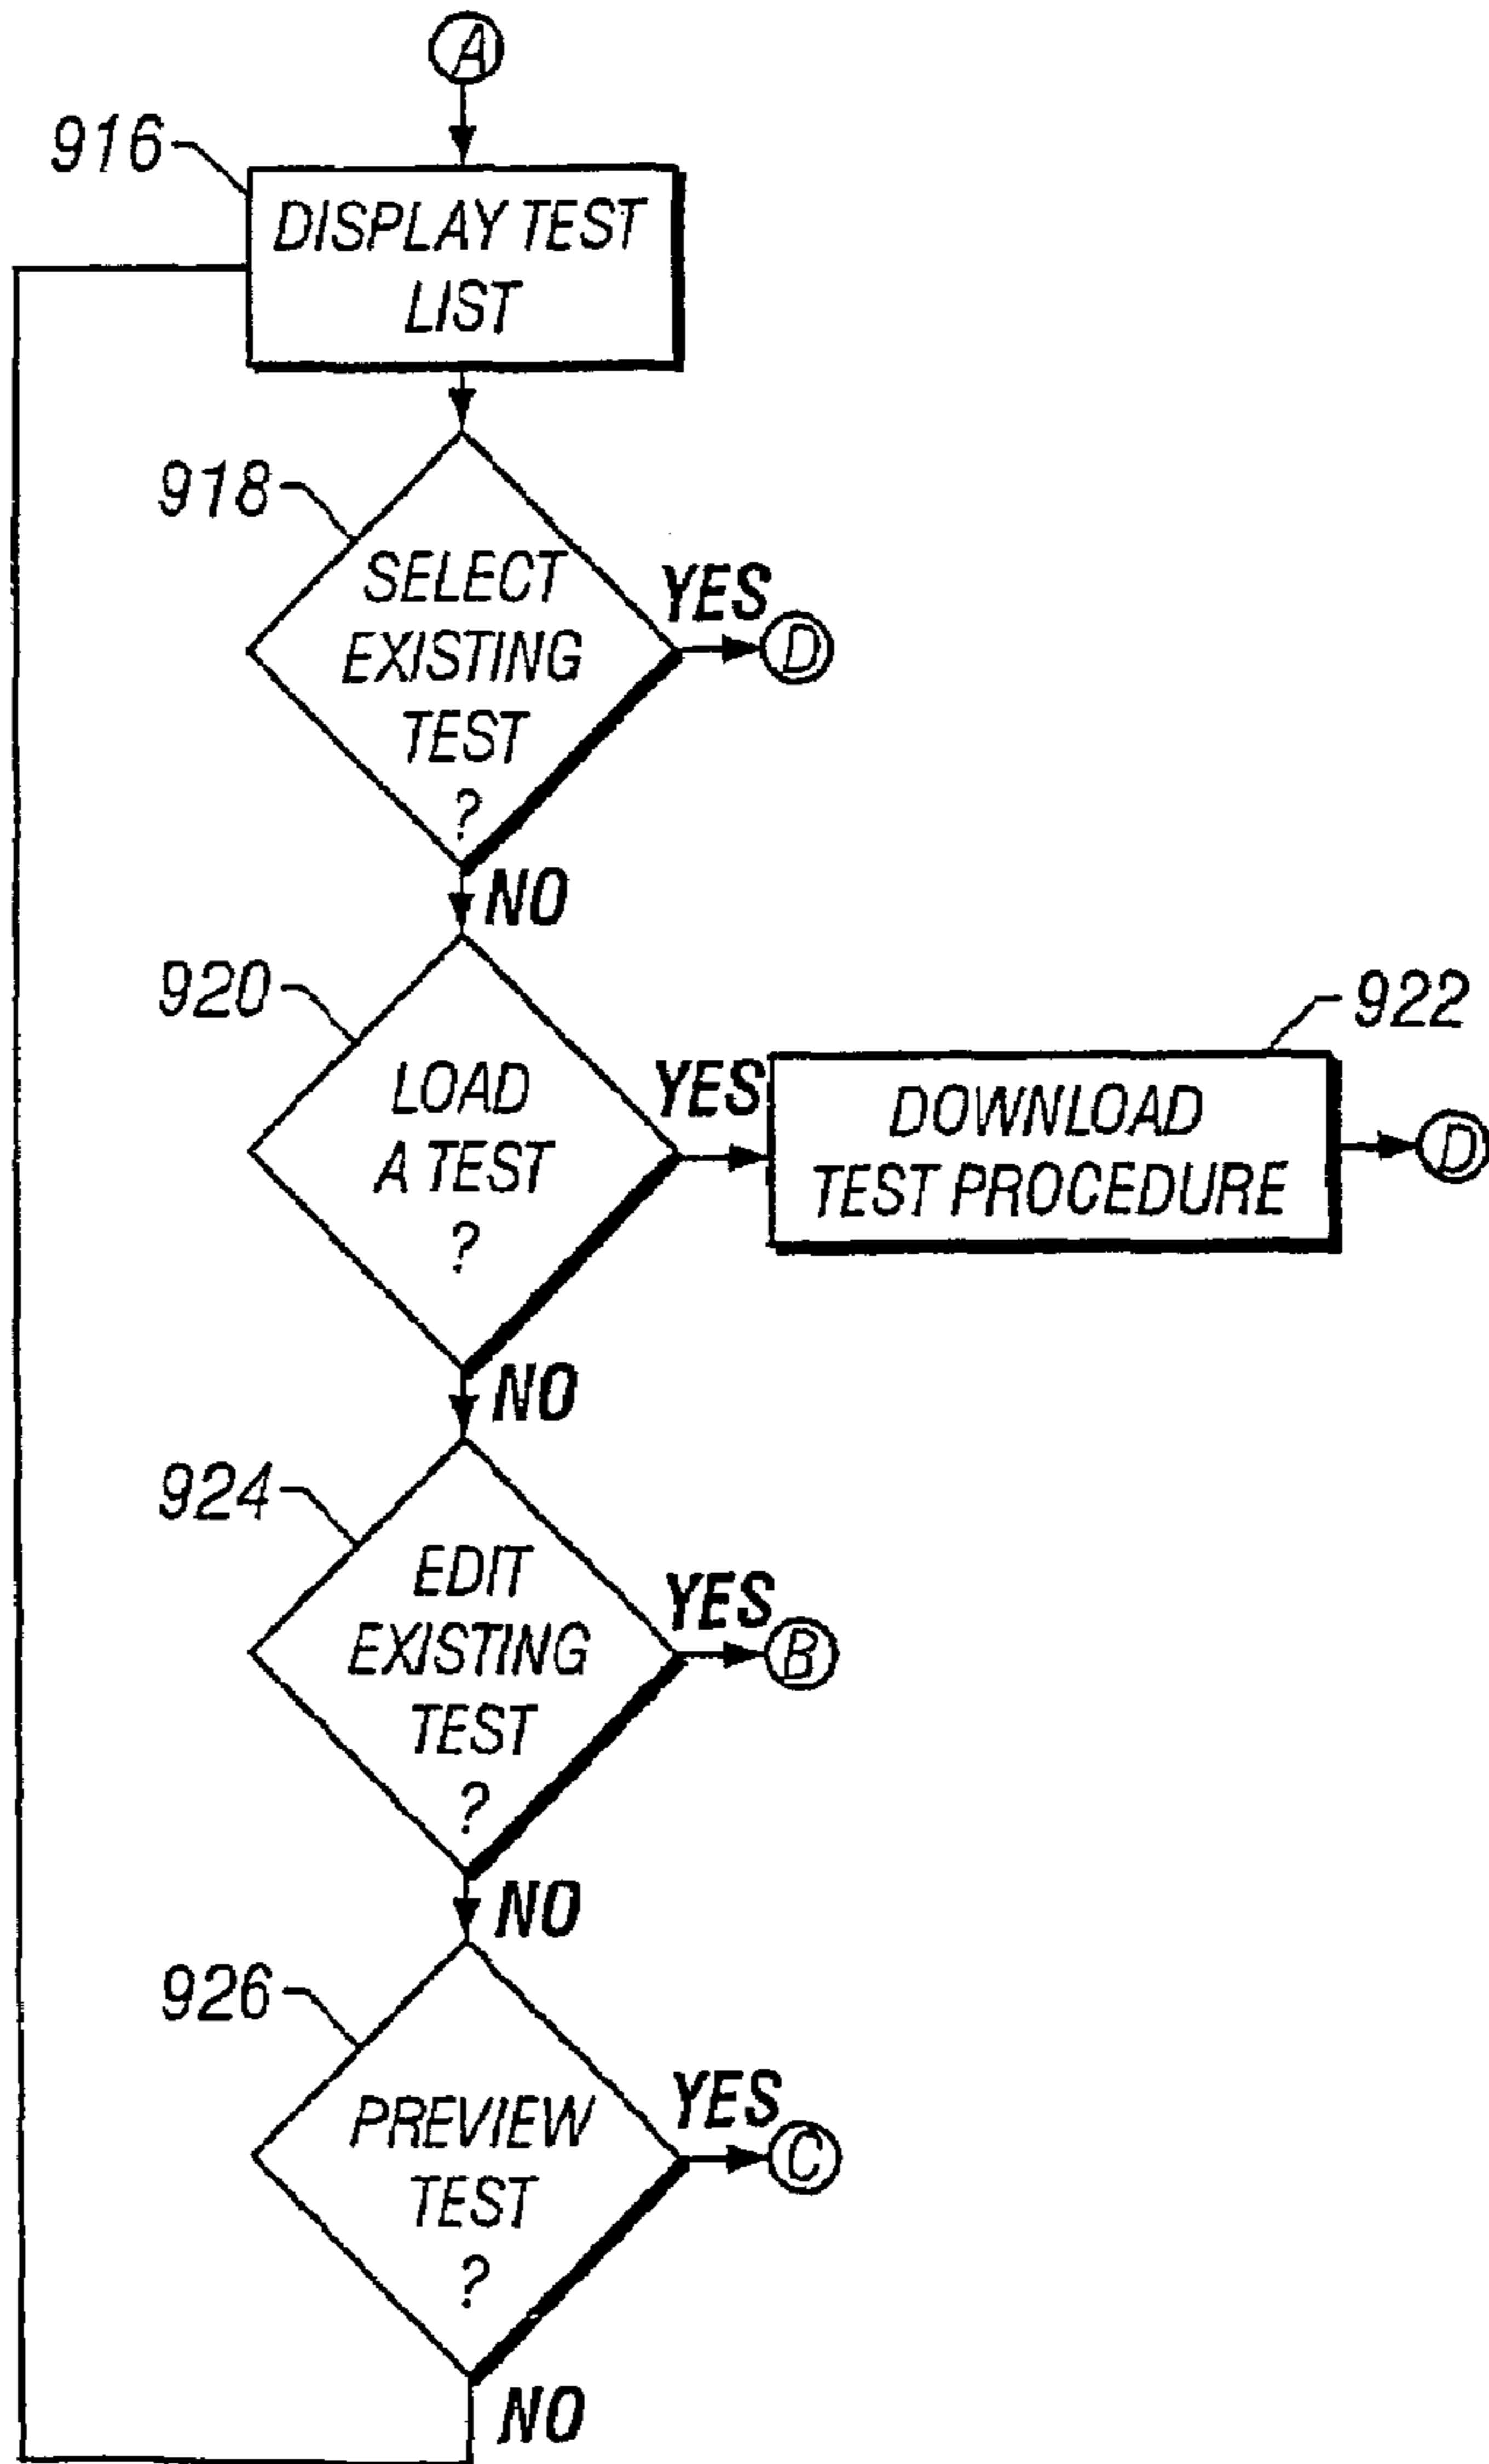 A
916
DISPLAY TEST
LIST
918
SELECT
EXISTING
TEST
?
YES
D
NO
920
LOAD
A TEST
?
YES
922
DOWNLOAD
TEST PROCEDURE
D
NO
924
EDIT
EXISTING
TEST
?
YES
B
NO
926
PREVIEW
TEST
?
YES
C
NO